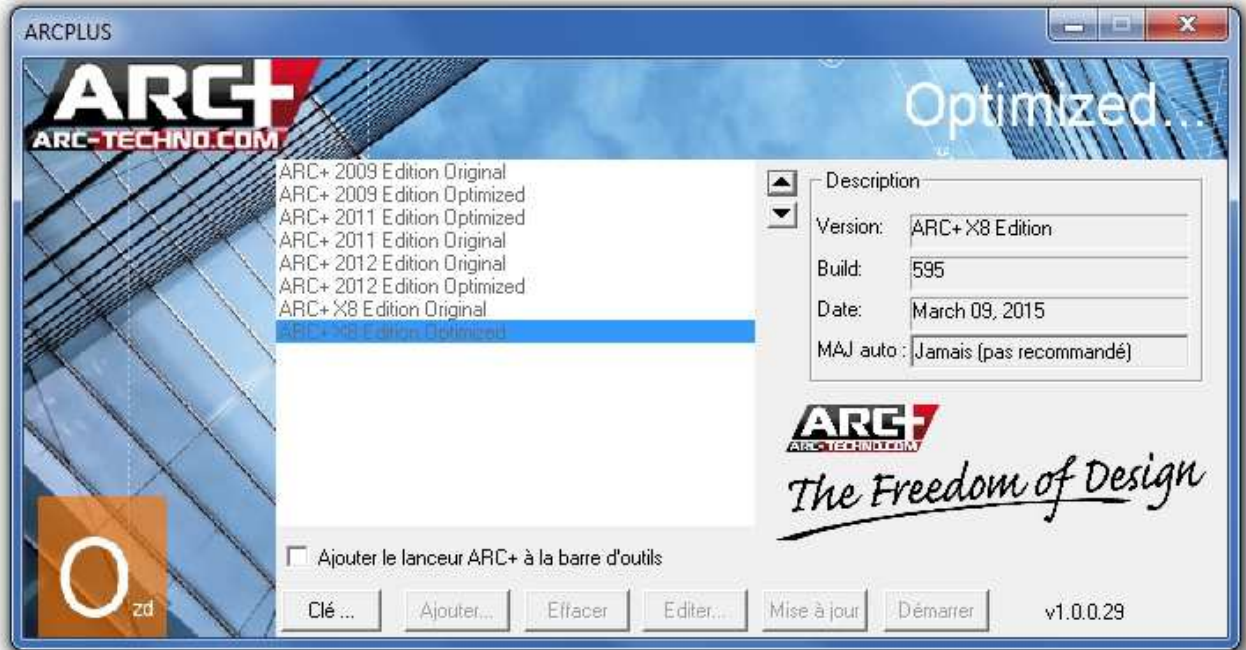 ARCPLUS
ARC+
ARC-TECHNO.COM
Optimized...
ARC+ 2009 Edition Original
ARC+ 2009 Edition Optimized
ARC+ 2011 Edition Optimized
ARC+ 2011 Edition Original
ARC+ 2012 Edition Original
ARC+ 2012 Edition Optimized
ARC+ X8 Edition Original
ARC+ X8 Edition Optimized
Description
Version: ARC+ X8 Edition
Build: 595
Date: March 09, 2015
MAJ auto : Jamais (pas recommandé)
ARC+
ARC-TECHNO.COM
The Freedom of Design
Ajouter le lanceur ARC+ à la barre d'outils
O zd
Clé ... Ajouter... Effacer Editer... Mise à jour Démarrer v1.0.0.29